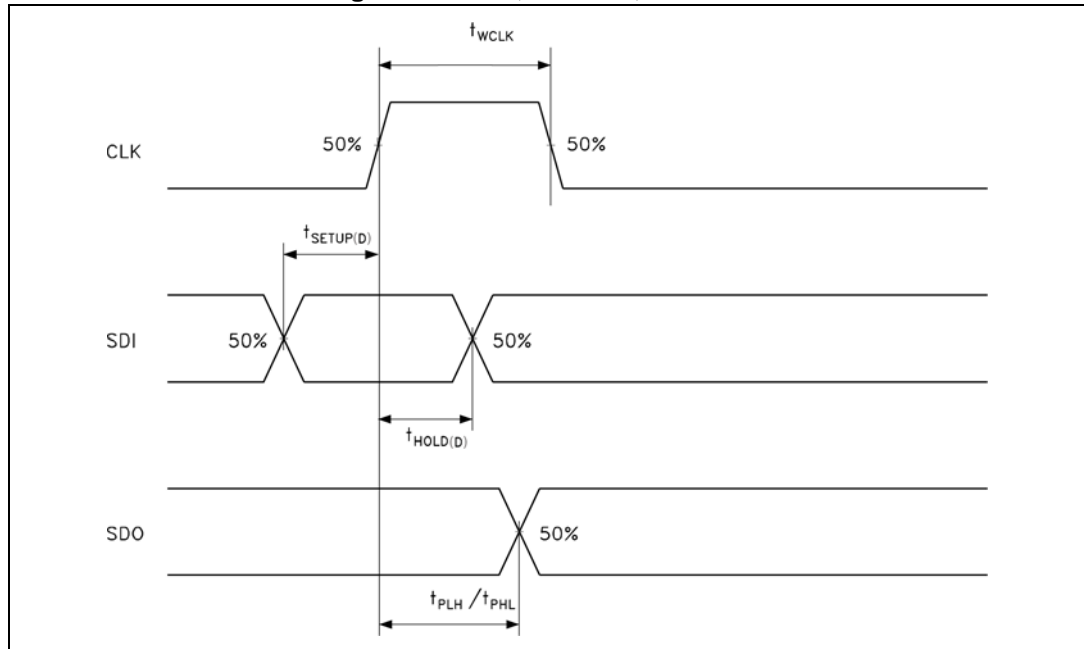 tWCLK
50%
50%
CLK
tSETUP(D)
50%
50%
SDI
tHOLD(D)
50%
SDO
tPLH /tPHL